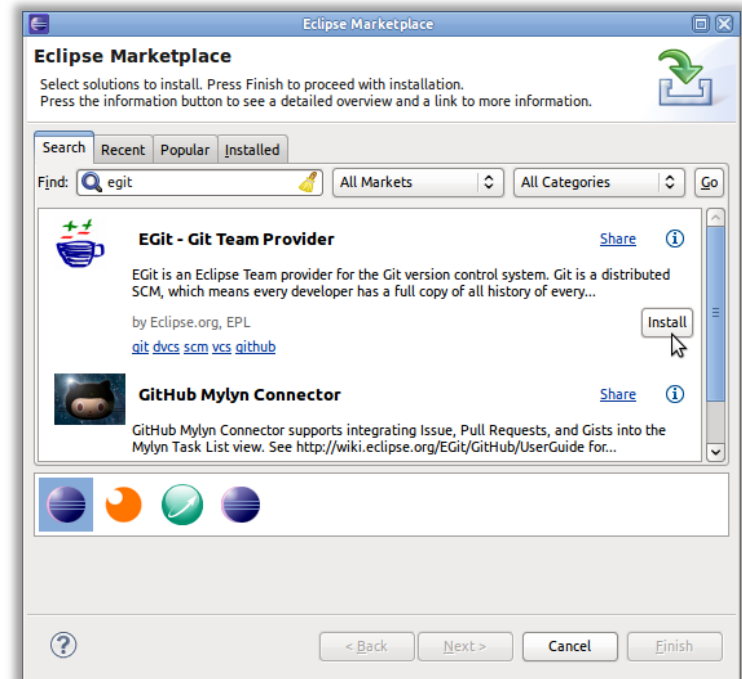 Eclipse Marketplace
Eclipse Marketplace
Select solutions to install. Press Finish to proceed with installation.
Press the information button to see a detailed overview and a link to more information.
Search Recent Popular Installed
Find: egit All Markets All Categories Go
EGit - Git Team Provider Share
EGit is an Eclipse Team provider for the Git version control system. Git is a distributed
SCM, which means every developer has a full copy of all history of every...
by Eclipse.org, EPL Install
git dvcs scm vcs github
GitHub Mylyn Connector Share
GitHub Mylyn Connector supports integrating Issue, Pull Requests, and Gists into the
Mylyn Task List view. See http://wiki.eclipse.org/EGit/GitHub/UserGuide for...
< Back Next > Cancel Finish